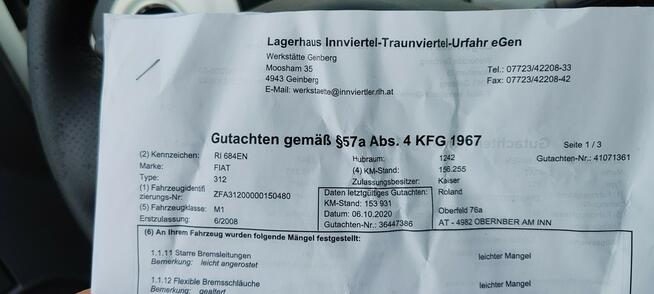 Lagerhaus Innviertel-Traunviertel-Urfahr eGen
Werkstätte Geinberg
Moosham 35
4943 Geinberg
E-Mail: werkstaette@innviertler.rlh.at
Tel.: 07723/42208-33
Fax: 07723/42208-42
Gutachten gemäß §57a Abs. 4 KFG 1967
Seite 1 / 3
(2) Kennzeichen: RI 684EN Hubraum: 1242 Gutachten-Nr.: 41071361
Marke: FIAT (4) KM-Stand: 156.255
Type: 312 Zulassungsbesitzer: Kaiser
(1) Fahrzeugidentifi Daten letztgültiges Gutachten: Roland
zierungs-Nr: ZFA31200000150480 KM-Stand: 153 931
(5) Fahrzeugklasse: M1 Datum: 06.10.2020 Oberfeld 76a
Erstzulassung: 6/2008 Gutachten-Nr.: 36447386 AT - 4982 OBERNBER AM INN
(6) An Ihrem Fahrzeug wurden folgende Mängel festgestellt:
1.1.11 Starre Bremsleitungen leichter Mangel
Bemerkung: leicht angerostet
1.1.12 Flexible Bremsschläuche leichter Mangel
Bemerkung: gealtert